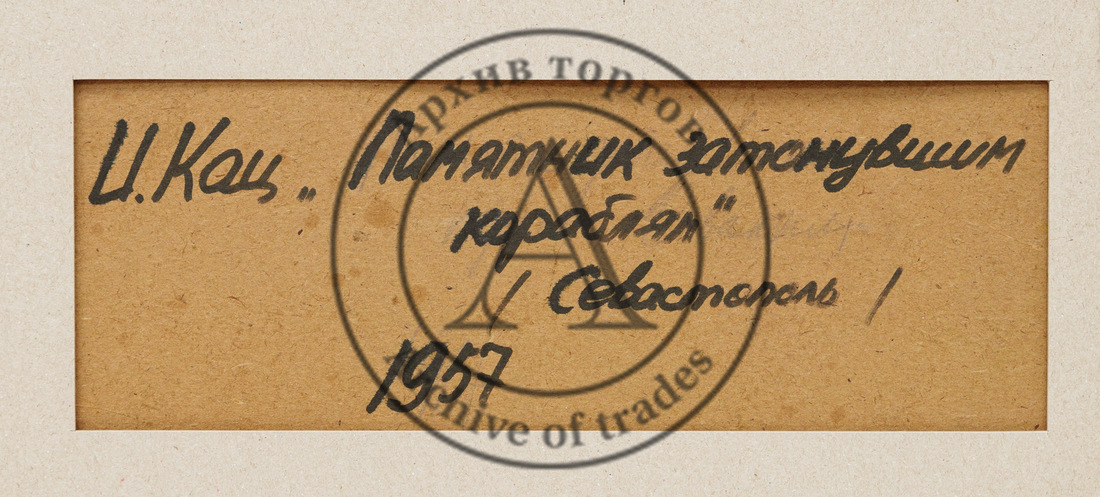 Архив торгов
И. Кац „Памятник затонувшим
кораблям"
/ Севастополь /
1957
Archive of trades